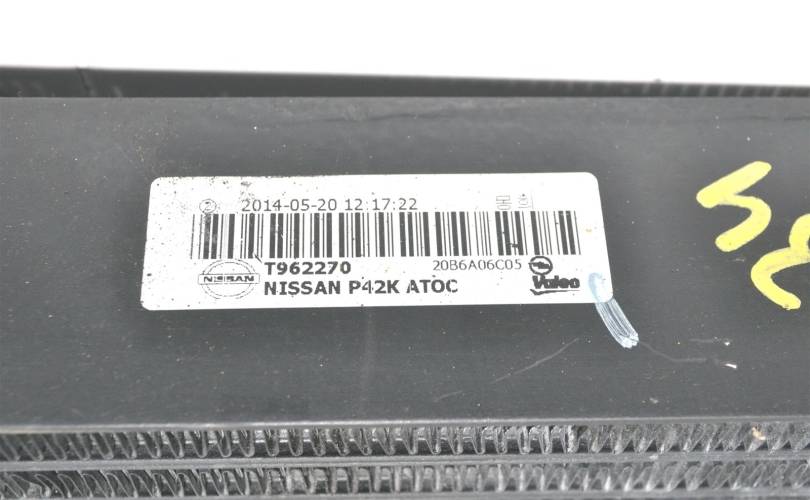 2014-05-20 12:17:22
T962270 20B6A06C05
NISSAN NISSAN P42K ATOC Valeo